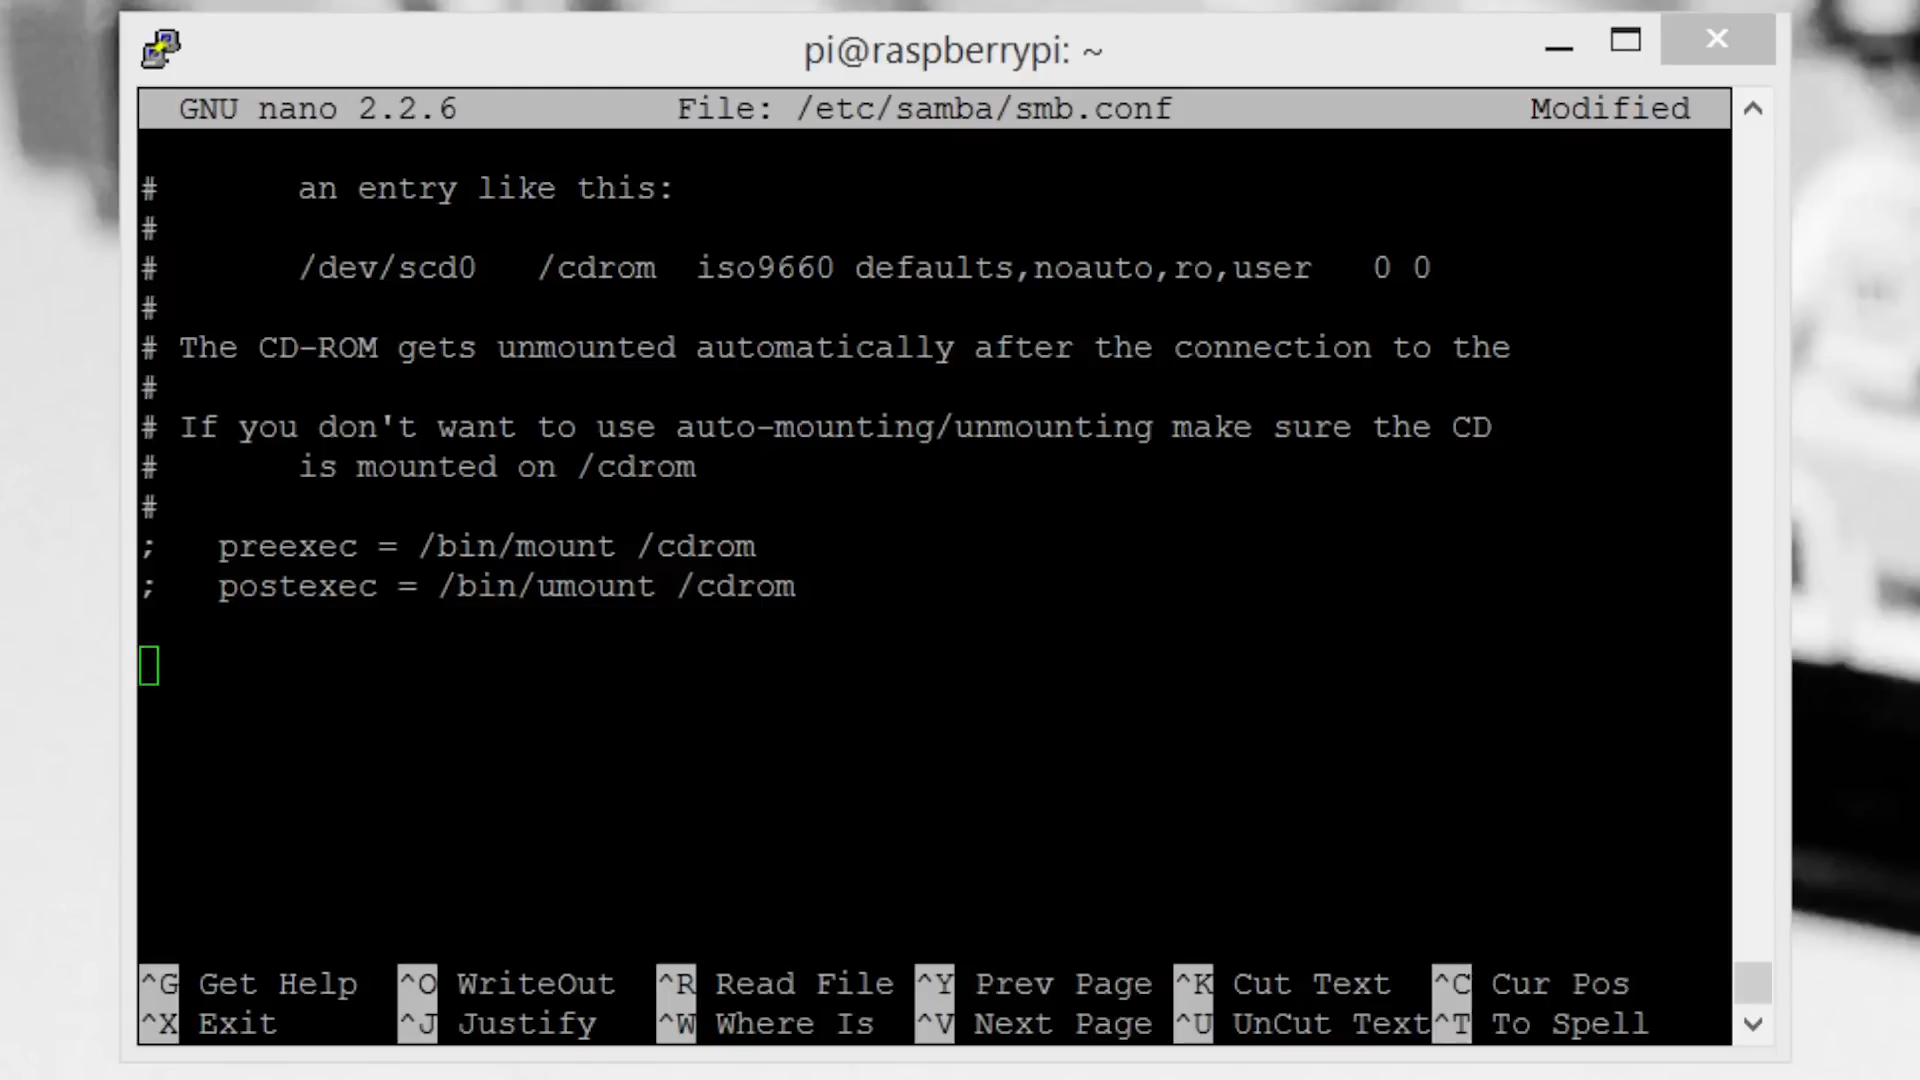 pi@raspberrypi: ~
GNU nano 2.2.6 File: /etc/samba/smb.conf Modified
# an entry like this:
#
# /dev/scd0 /cdrom iso9660 defaults,noauto,ro,user 0 0
#
# The CD-ROM gets unmounted automatically after the connection to the
#
# If you don't want to use auto-mounting/unmounting make sure the CD
# is mounted on /cdrom
#
; preexec = /bin/mount /cdrom
; postexec = /bin/umount /cdrom
^G Get Help ^O WriteOut ^R Read File ^Y Prev Page ^K Cut Text ^C Cur Pos
^X Exit ^J Justify ^W Where Is ^V Next Page ^U UnCut Text ^T To Spell